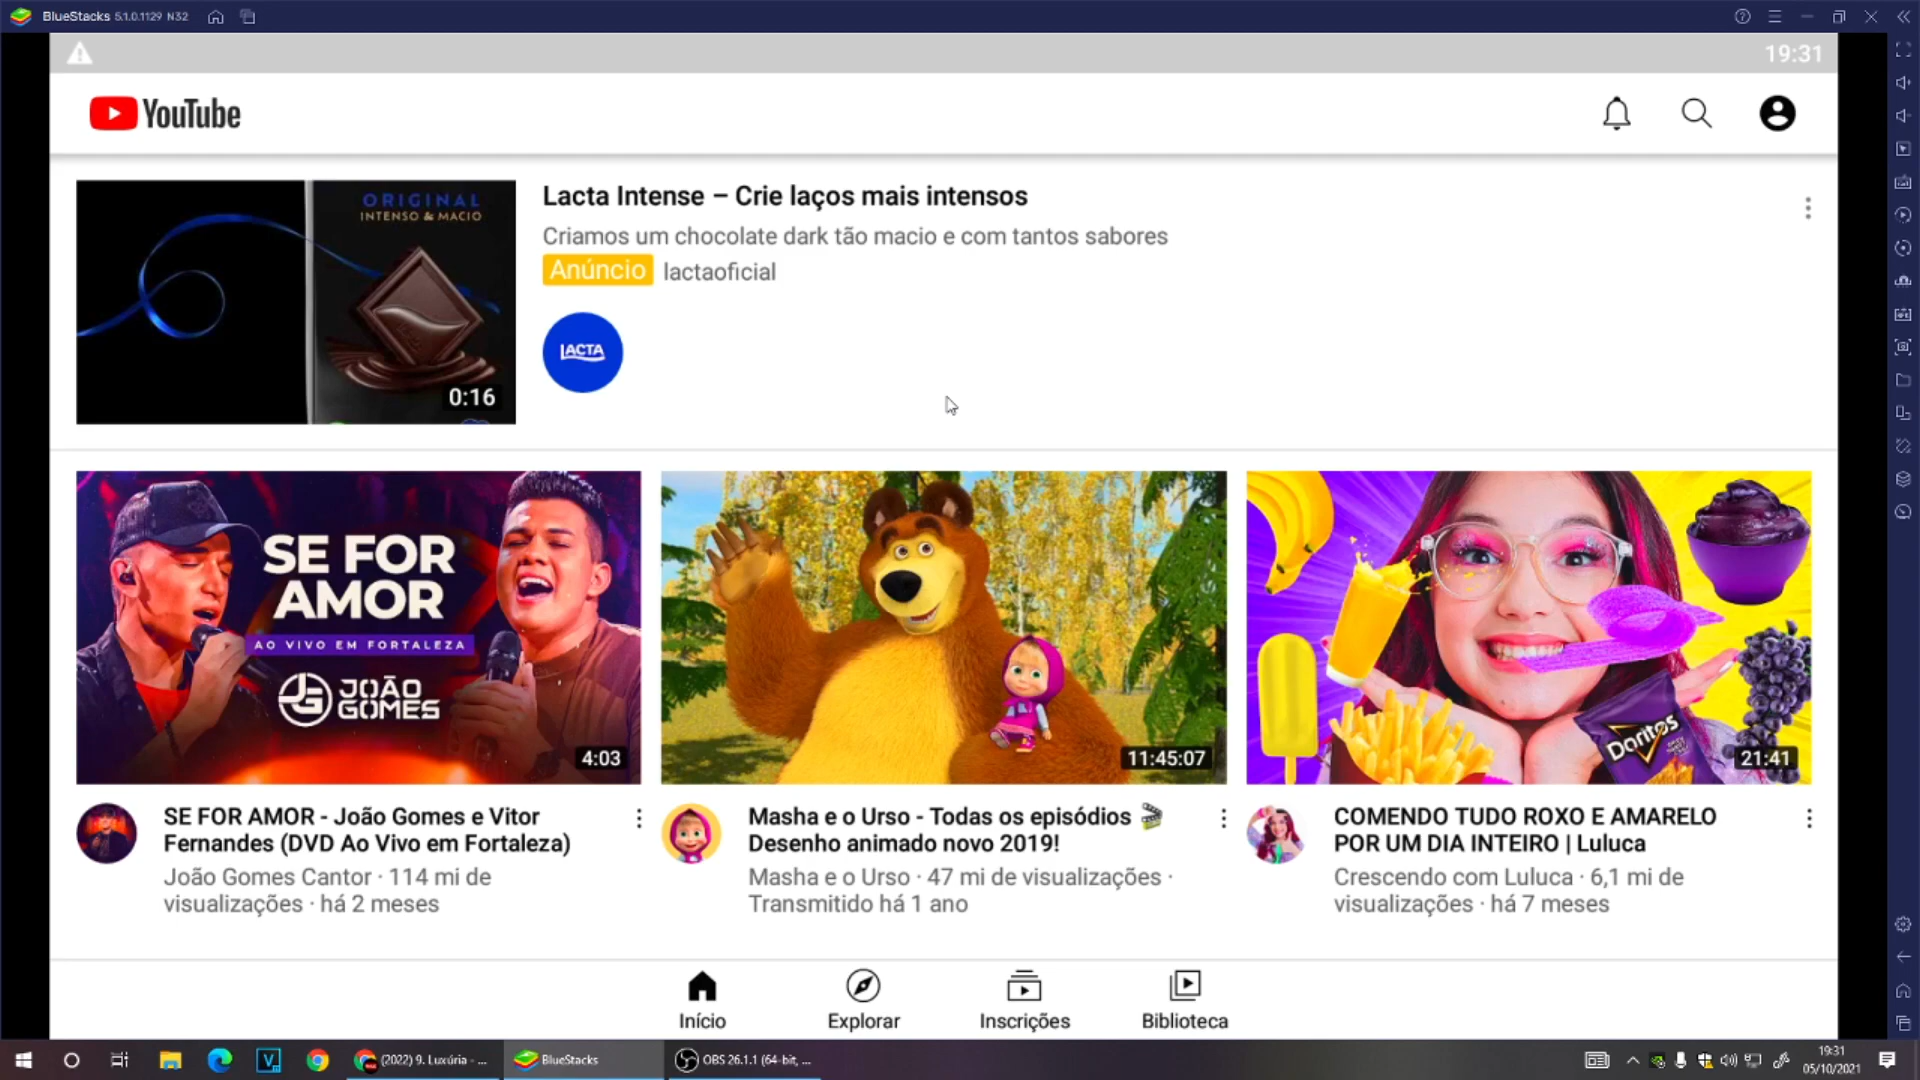 BlueStacks 5.1.0.1129 N32
19:31
YouTube
ORIGINAL
INTENSO & MACIO
0:16
Lacta Intense – Crie laços mais intensos
Criamos um chocolate dark tão macio e com tantos sabores
Anúncio lactaoficial
LACTA
SE FOR
AMOR
AO VIVO EM FORTALEZA
JG JOÃO
GOMES
4:03
11:45:07
Doritos
21:41
SE FOR AMOR - João Gomes e Vitor
Fernandes (DVD Ao Vivo em Fortaleza)
João Gomes Cantor · 114 mi de
visualizações · há 2 meses
Masha e o Urso - Todas os episódios 🎬
Desenho animado novo 2019!
Masha e o Urso · 47 mi de visualizações ·
Transmitido há 1 ano
COMENDO TUDO ROXO E AMARELO
POR UM DIA INTEIRO | Luluca
Crescendo com Luluca · 6,1 mi de
visualizações · há 7 meses
Início
Explorar
Inscrições
Biblioteca
(2022) 9. Luxúria - ...
BlueStacks
OBS 26.1.1 (64-bit, ...
19:31
05/10/2021